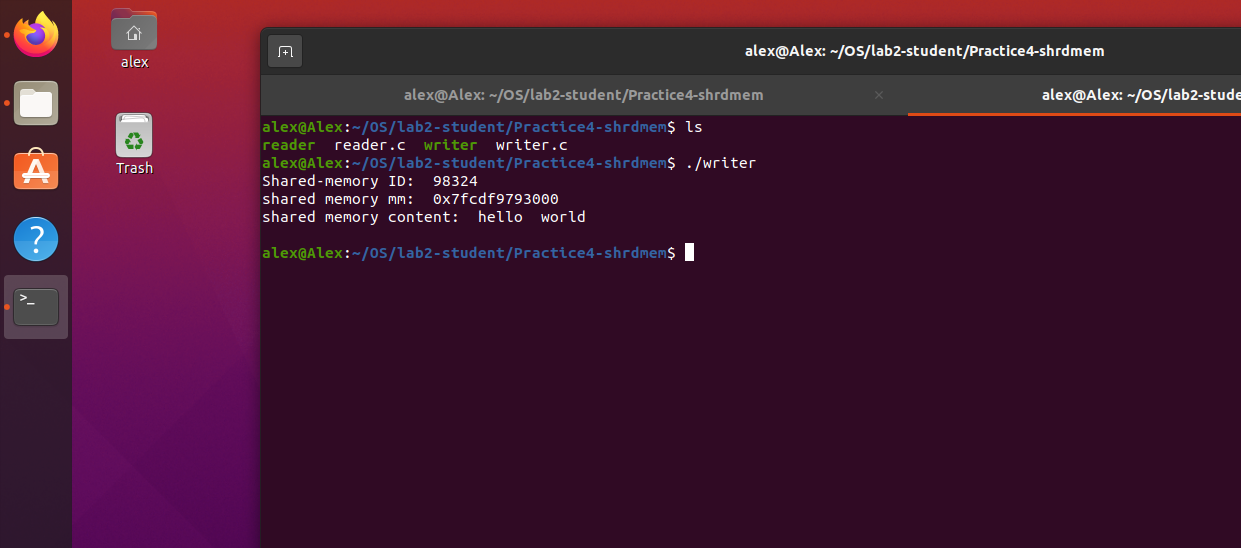 alex
Trash
alex@Alex: ~/OS/lab2-student/Practice4-shrdmem
alex@Alex: ~/OS/lab2-student/Practice4-shrdmem
alex@Alex: ~/OS/lab2-stude
alex@Alex:~/OS/lab2-student/Practice4-shrdmem$ ls
reader  reader.c  writer  writer.c
alex@Alex:~/OS/lab2-student/Practice4-shrdmem$ ./writer
Shared-memory ID:  98324
shared memory mm:  0x7fcdf9793000
shared memory content:  hello  world
alex@Alex:~/OS/lab2-student/Practice4-shrdmem$